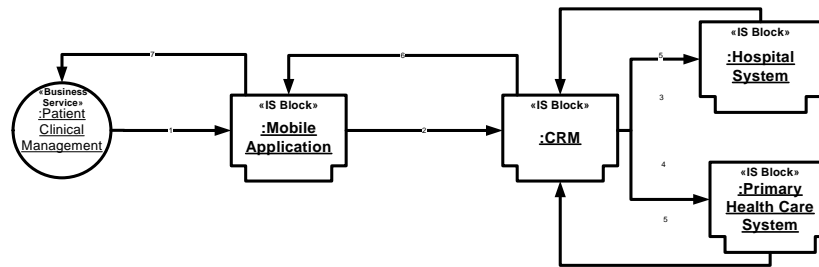 «Business
Service»
:Patient
Clinical
Management
7
1
«IS Block»
:Mobile
Application
6
2
«IS Block»
:CRM
«IS Block»
:Hospital
System
5
3
4
5
«IS Block»
:Primary
Health Care
System